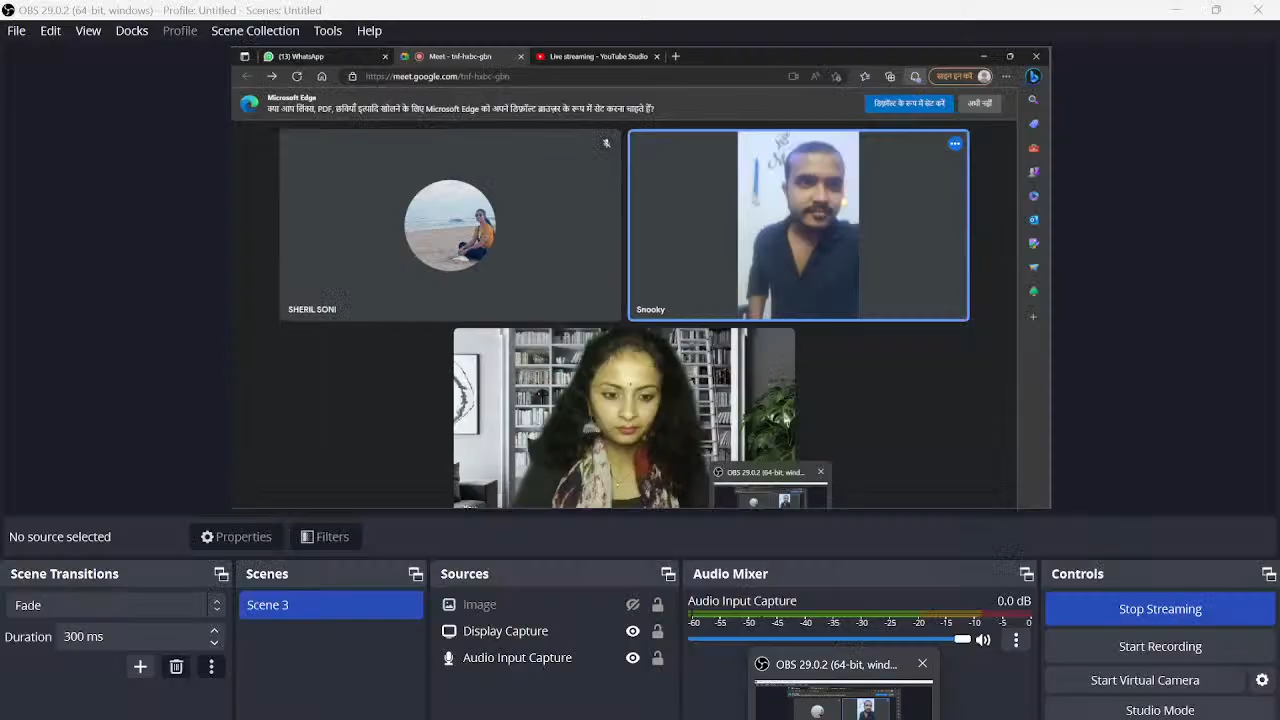 OBS 29.0.2 (64-bit, windows) - Profile: Untitled - Scenes: Untitled
File Edit View Docks Profile Scene Collection Tools Help
(13) WhatsApp Meet - tnf-hxbc-gbn Live streaming - YouTube Studio
https://meet.google.com/tnf-hxbc-gbn साइन इन करें
Microsoft Edge
क्या आप लिंक्स, PDF, छवियाँ इत्यादि खोलने के लिए Microsoft Edge को अपने डिफ़ॉल्ट ब्राउज़र के रूप में सेट करना चाहते हैं? डिफ़ॉल्ट के रूप में सेट करें अभी नहीं
SHERIL SONI Snooky
OBS 29.0.2 (64-bit, wind...
No source selected Properties Filters
Scene Transitions Scenes Sources Audio Mixer Controls
Fade Scene 3 Image Audio Input Capture 0.0 dB Stop Streaming
-60 -55 -50 -45 -40 -35 -30 -25 -20 -15 -10 -5 0
Duration 300 ms Display Capture Start Recording
Audio Input Capture OBS 29.0.2 (64-bit, wind... Start Virtual Camera
Studio Mode